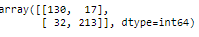 array([[130,  17],
       [ 32, 213]], dtype=int64)